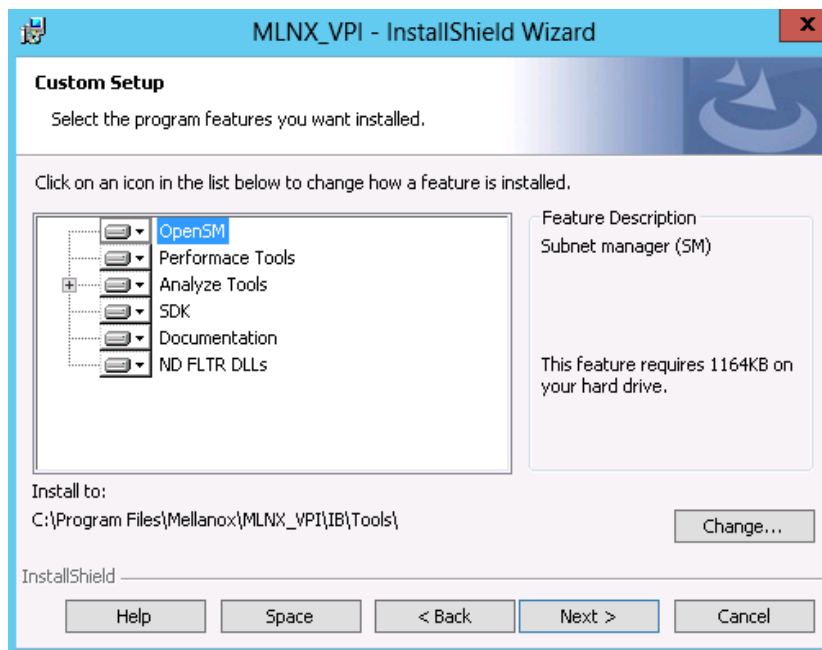 MLNX_VPI - InstallShield Wizard
x
Custom Setup
Select the program features you want installed.
Click on an icon in the list below to change how a feature is installed.
OpenSM
Performace Tools
Analyze Tools
SDK
Documentation
ND FLTR DLLs
Feature Description
Subnet manager (SM)
This feature requires 1164KB on
your hard drive.
Install to:
C:\Program Files\Mellanox\MLNX_VPI\IB\Tools\
Change...
InstallShield
Help
Space
< Back
Next >
Cancel